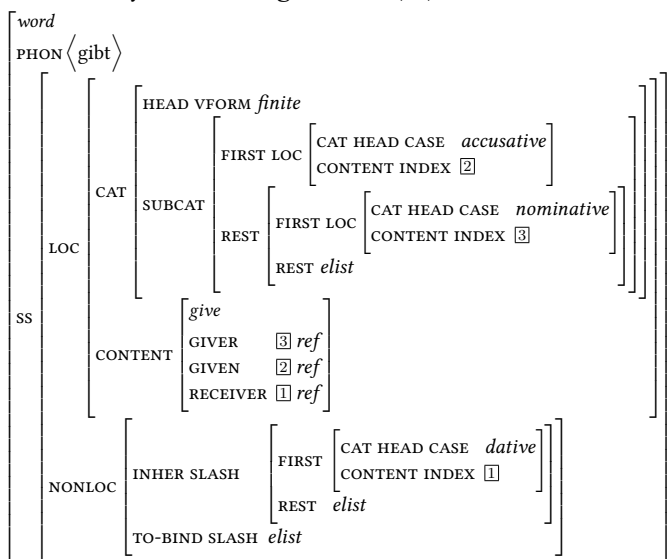 word
PHON ⟨gibt⟩
HEAD VFORM finite
CAT HEAD CASE accusative
FIRST LOC
CONTENT INDEX 2
CAT
SUBCAT
CAT HEAD CASE nominative
FIRST LOC
CONTENT INDEX 3
REST
LOC
REST elist
give
SS
GIVER 3 ref
CONTENT
GIVEN 2 ref
RECEIVER 1 ref
CAT HEAD CASE dative
FIRST
CONTENT INDEX 1
INHER SLASH
NONLOC
REST elist
TO-BIND SLASH elist